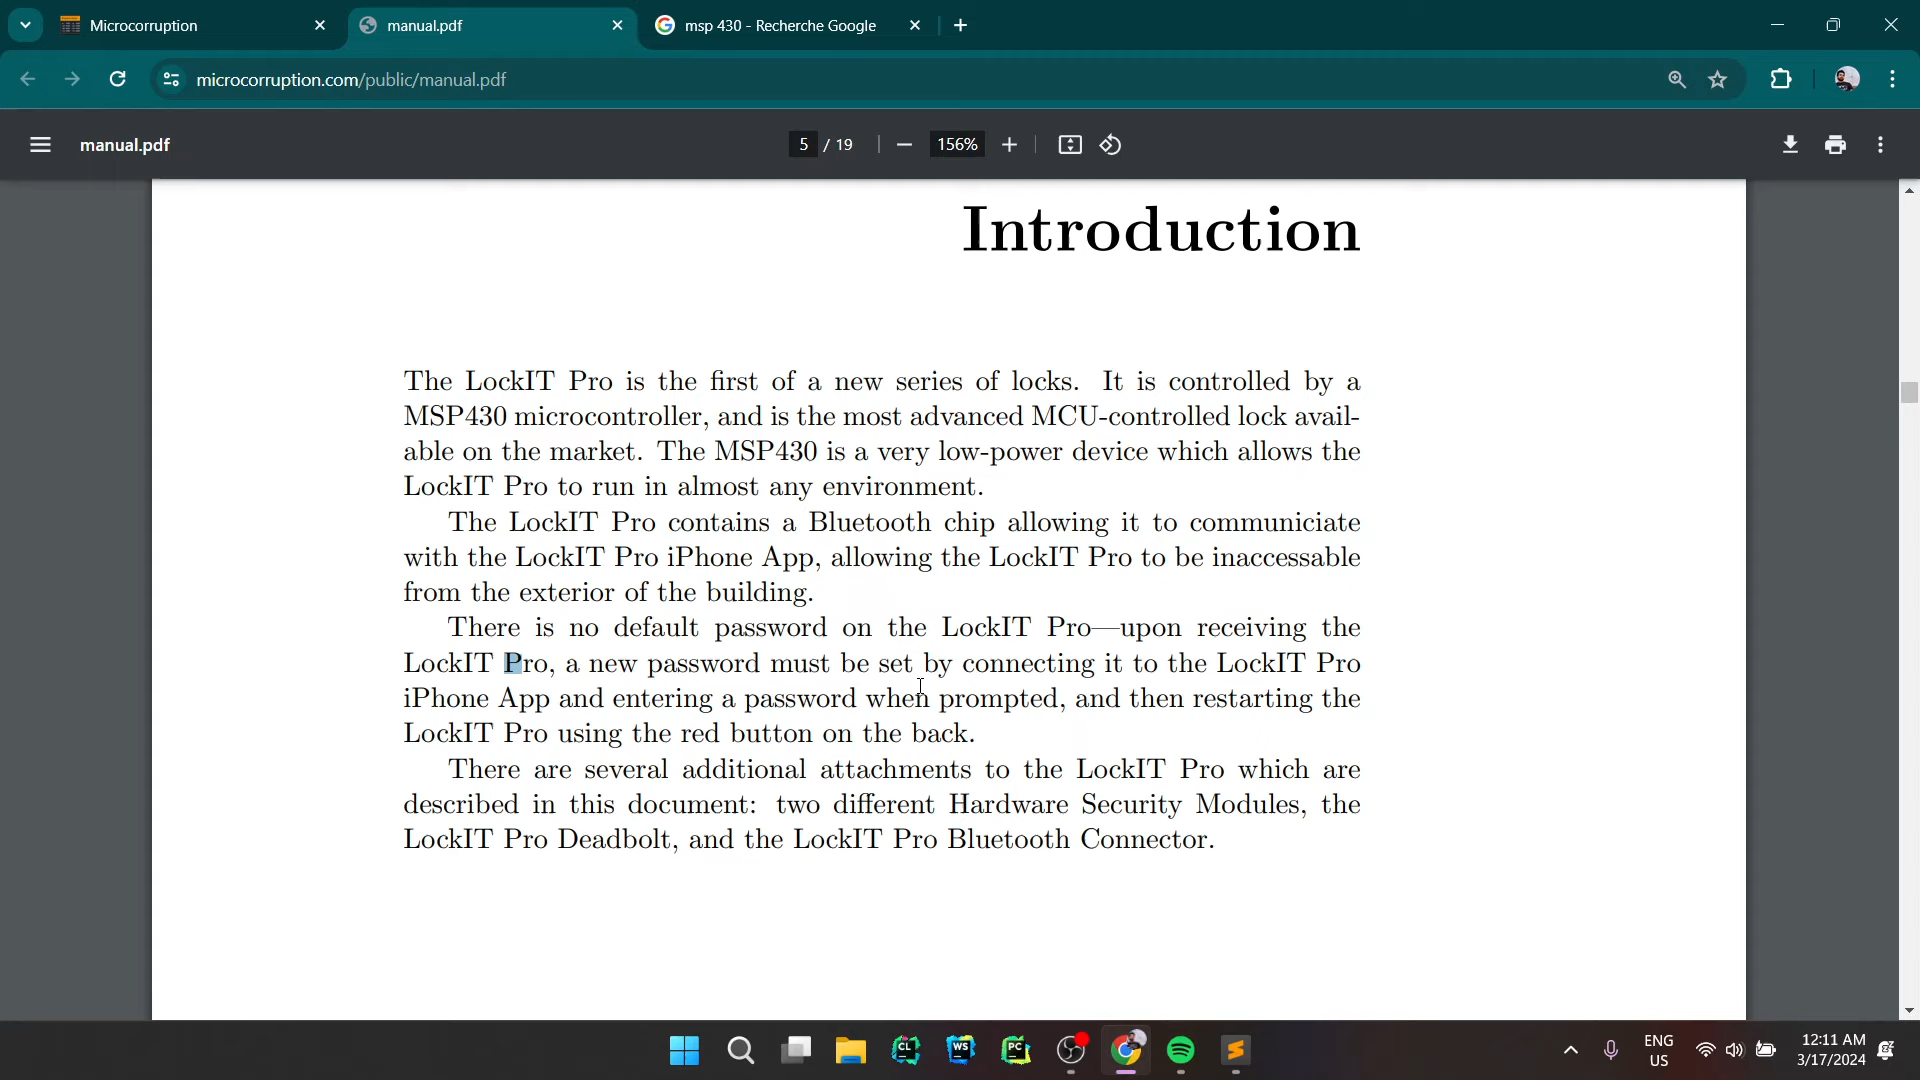 Microcorruption
manual.pdf
msp 430 - Recherche Google
microcorruption.com/public/manual.pdf
manual.pdf
5 / 19
156%
Introduction
The LockIT Pro is the first of a new series of locks. It is controlled by a
MSP430 microcontroller, and is the most advanced MCU-controlled lock avail-
able on the market. The MSP430 is a very low-power device which allows the
LockIT Pro to run in almost any environment.
The LockIT Pro contains a Bluetooth chip allowing it to communiciate
with the LockIT Pro iPhone App, allowing the LockIT Pro to be inaccessable
from the exterior of the building.
There is no default password on the LockIT Pro—upon receiving the
LockIT Pro, a new password must be set by connecting it to the LockIT Pro
iPhone App and entering a password when prompted, and then restarting the
LockIT Pro using the red button on the back.
There are several additional attachments to the LockIT Pro which are
described in this document: two different Hardware Security Modules, the
LockIT Pro Deadbolt, and the LockIT Pro Bluetooth Connector.
CL
WS
PC
ENG
US
12:11 AM
3/17/2024